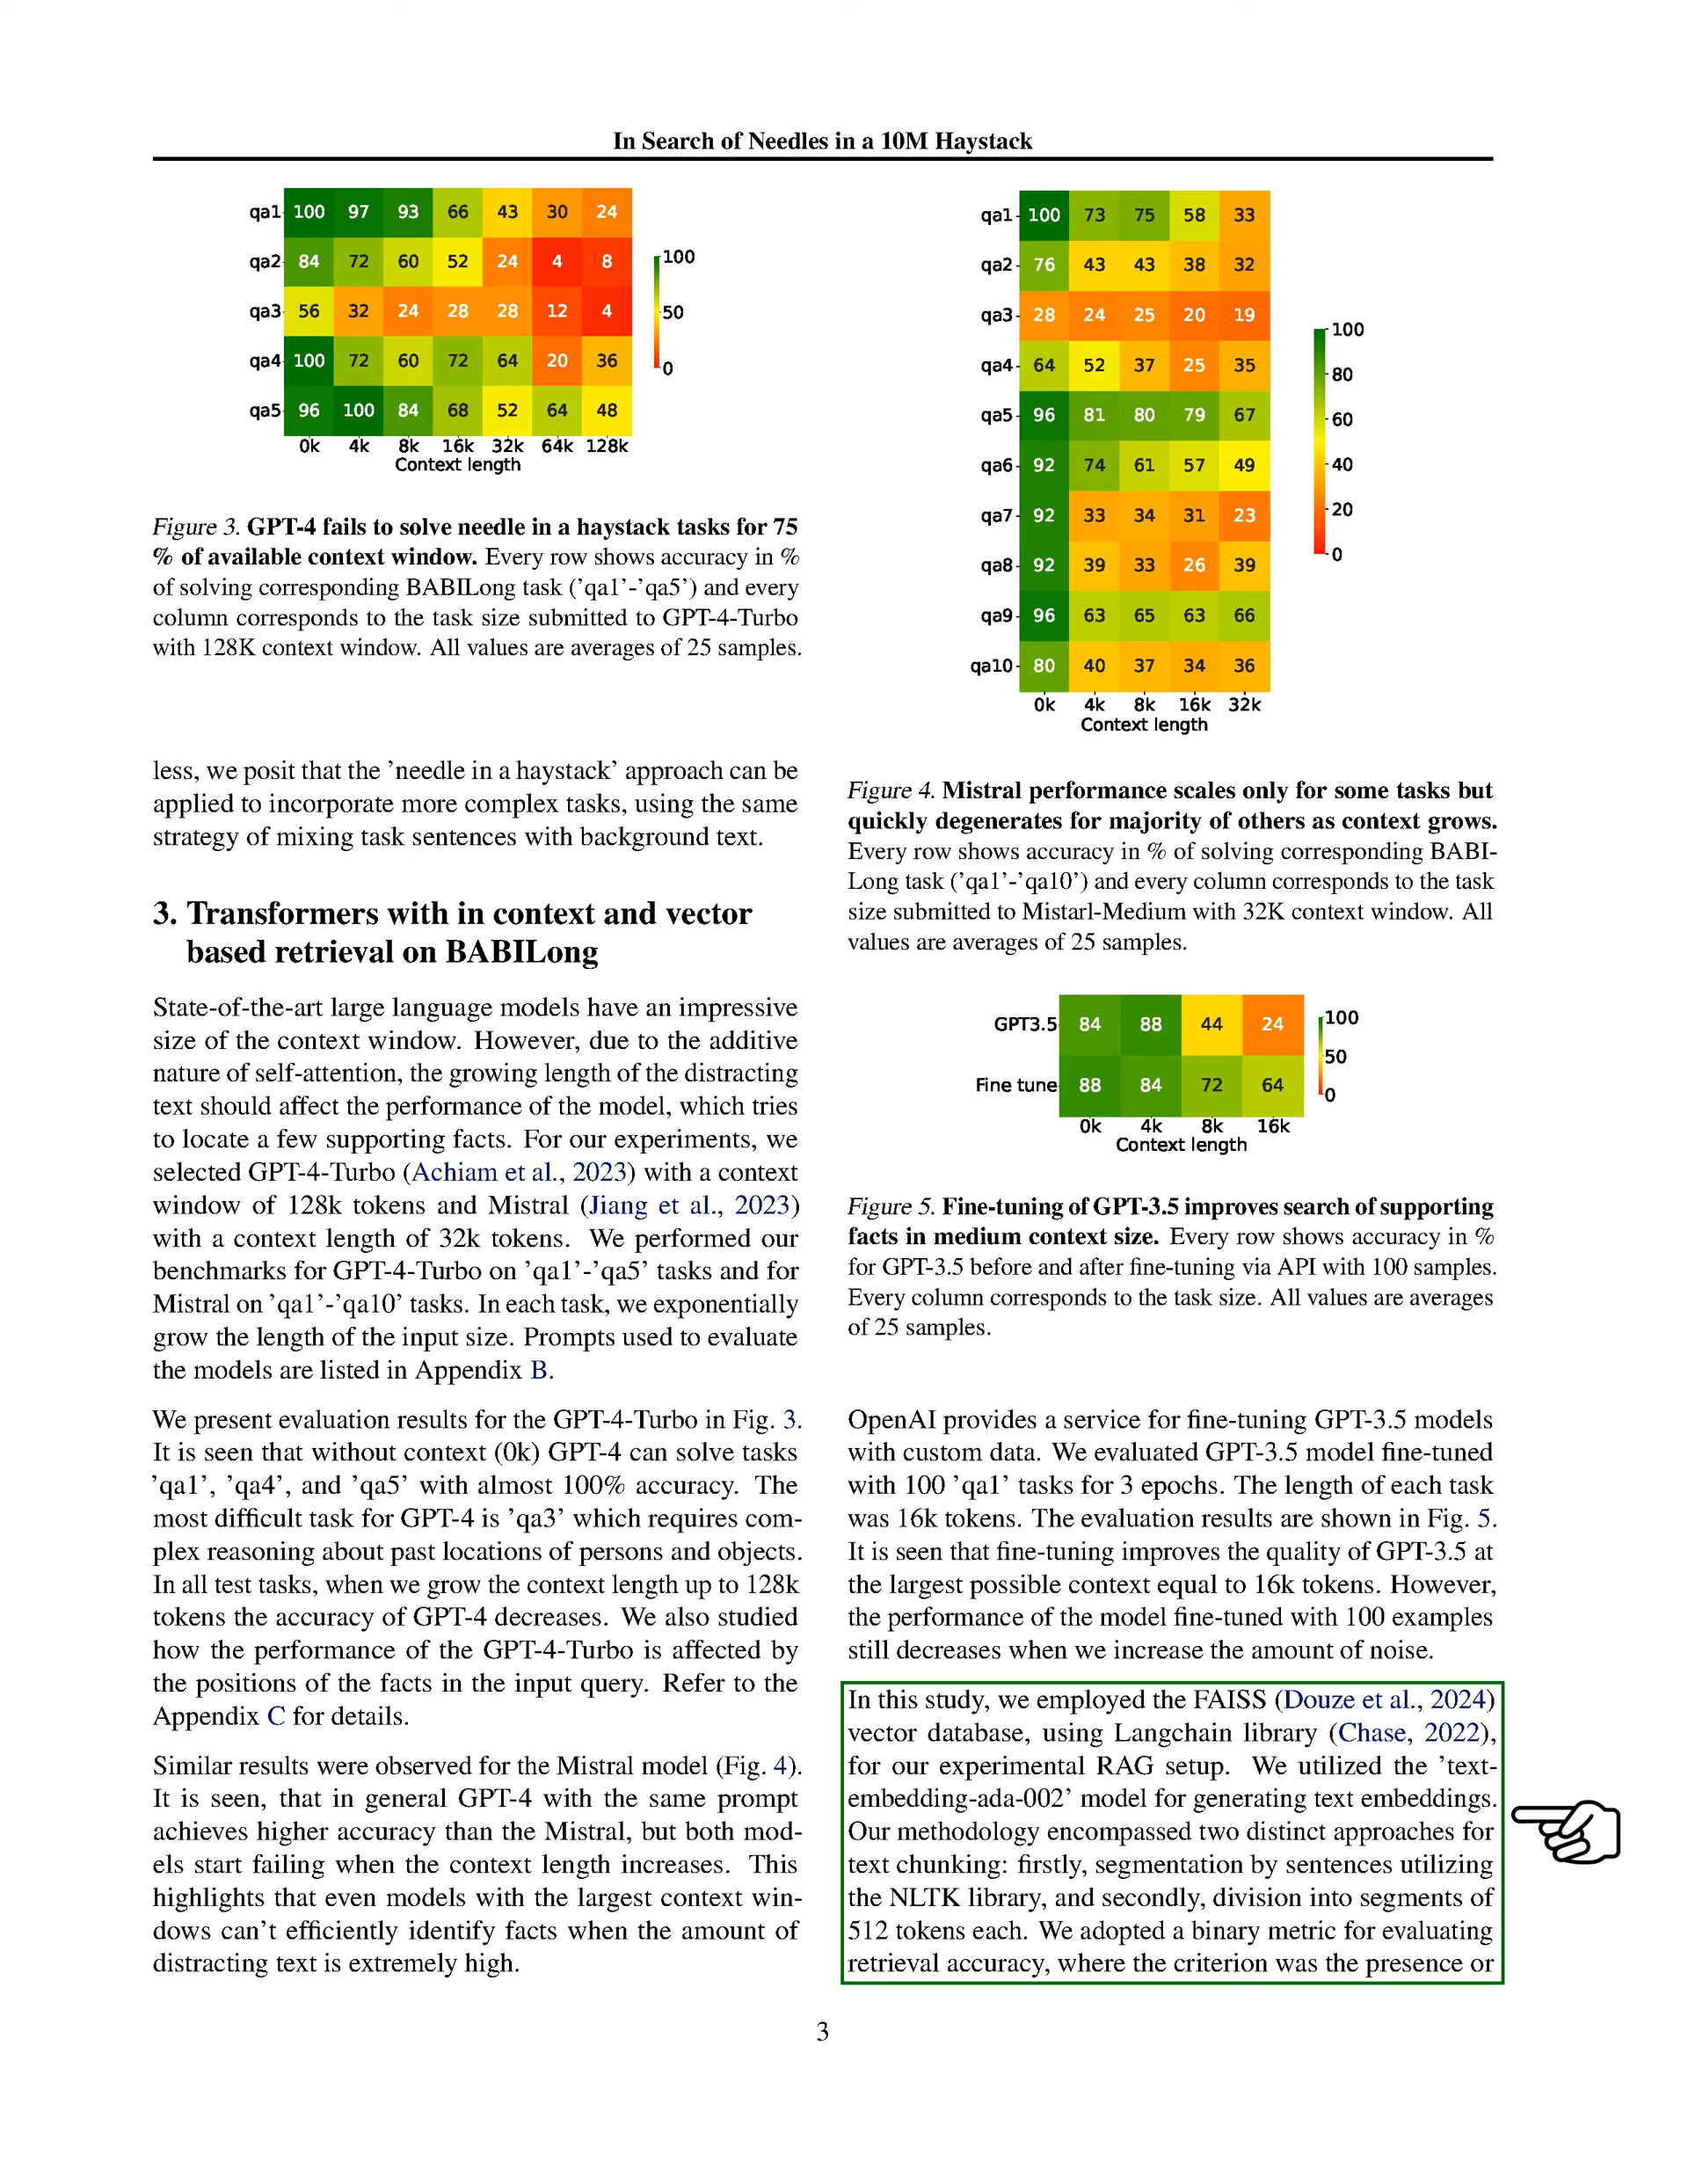 In Search of Needles in a 10M Haystack
qa1 100 97 93 66 43 30 24
qa2 84 72 60 52 24 4 8
qa3 56 32 24 28 28 12 4
qa4 100 72 60 72 64 20 36
qa5 96 100 84 68 52 64 48
0k 4k 8k 16k 32k 64k 128k
Context length
100
50
0
Figure 3. GPT-4 fails to solve needle in a haystack tasks for 75
% of available context window. Every row shows accuracy in %
of solving corresponding BABILong task (’qa1’-’qa5’) and every
column corresponds to the task size submitted to GPT-4-Turbo
with 128K context window. All values are averages of 25 samples.
less, we posit that the ’needle in a haystack’ approach can be
applied to incorporate more complex tasks, using the same
strategy of mixing task sentences with background text.
3. Transformers with in context and vector
based retrieval on BABILong
State-of-the-art large language models have an impressive
size of the context window. However, due to the additive
nature of self-attention, the growing length of the distracting
text should affect the performance of the model, which tries
to locate a few supporting facts. For our experiments, we
selected GPT-4-Turbo (Achiam et al., 2023) with a context
window of 128k tokens and Mistral (Jiang et al., 2023)
with a context length of 32k tokens. We performed our
benchmarks for GPT-4-Turbo on ’qa1’-’qa5’ tasks and for
Mistral on ’qa1’-’qa10’ tasks. In each task, we exponentially
grow the length of the input size. Prompts used to evaluate
the models are listed in Appendix B.
We present evaluation results for the GPT-4-Turbo in Fig. 3.
It is seen that without context (0k) GPT-4 can solve tasks
’qa1’, ’qa4’, and ’qa5’ with almost 100% accuracy. The
most difficult task for GPT-4 is ’qa3’ which requires com-
plex reasoning about past locations of persons and objects.
In all test tasks, when we grow the context length up to 128k
tokens the accuracy of GPT-4 decreases. We also studied
how the performance of the GPT-4-Turbo is affected by
the positions of the facts in the input query. Refer to the
Appendix C for details.
Similar results were observed for the Mistral model (Fig. 4).
It is seen, that in general GPT-4 with the same prompt
achieves higher accuracy than the Mistral, but both mod-
els start failing when the context length increases. This
highlights that even models with the largest context win-
dows can’t efficiently identify facts when the amount of
distracting text is extremely high.
qa1 100 73 75 58 33
qa2 76 43 43 38 32
qa3 28 24 25 20 19
qa4 64 52 37 25 35
qa5 96 81 80 79 67
qa6 92 74 61 57 49
qa7 92 33 34 31 23
qa8 92 39 33 26 39
qa9 96 63 65 63 66
qa10 80 40 37 34 36
0k 4k 8k 16k 32k
Context length
100
80
60
40
20
0
Figure 4. Mistral performance scales only for some tasks but
quickly degenerates for majority of others as context grows.
Every row shows accuracy in % of solving corresponding BABI-
Long task (’qa1’-’qa10’) and every column corresponds to the task
size submitted to Mistarl-Medium with 32K context window. All
values are averages of 25 samples.
GPT3.5 84 88 44 24
Fine tune 88 84 72 64
0k 4k 8k 16k
Context length
100
50
0
Figure 5. Fine-tuning of GPT-3.5 improves search of supporting
facts in medium context size. Every row shows accuracy in %
for GPT-3.5 before and after fine-tuning via API with 100 samples.
Every column corresponds to the task size. All values are averages
of 25 samples.
OpenAI provides a service for fine-tuning GPT-3.5 models
with custom data. We evaluated GPT-3.5 model fine-tuned
with 100 ’qa1’ tasks for 3 epochs. The length of each task
was 16k tokens. The evaluation results are shown in Fig. 5.
It is seen that fine-tuning improves the quality of GPT-3.5 at
the largest possible context equal to 16k tokens. However,
the performance of the model fine-tuned with 100 examples
still decreases when we increase the amount of noise.
In this study, we employed the FAISS (Douze et al., 2024)
vector database, using Langchain library (Chase, 2022),
for our experimental RAG setup. We utilized the ’text-
embedding-ada-002’ model for generating text embeddings.
Our methodology encompassed two distinct approaches for
text chunking: firstly, segmentation by sentences utilizing
the NLTK library, and secondly, division into segments of
512 tokens each. We adopted a binary metric for evaluating
retrieval accuracy, where the criterion was the presence or
3